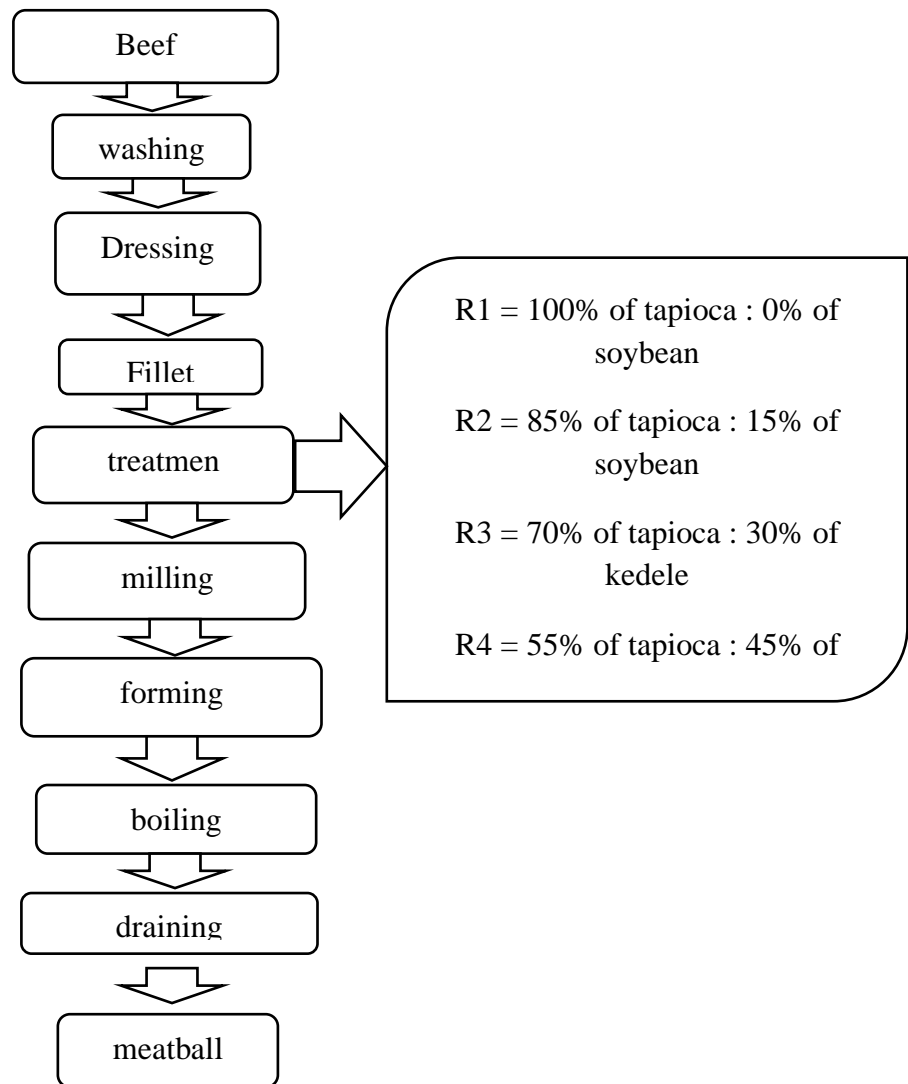 Beef
washing
Dressing
Fillet
treatmen
milling
forming
boiling
draining
meatball
R1 = 100% of tapioca : 0% of
soybean
R2 = 85% of tapioca : 15% of
soybean
R3 = 70% of tapioca : 30% of
kedele
R4 = 55% of tapioca : 45% of